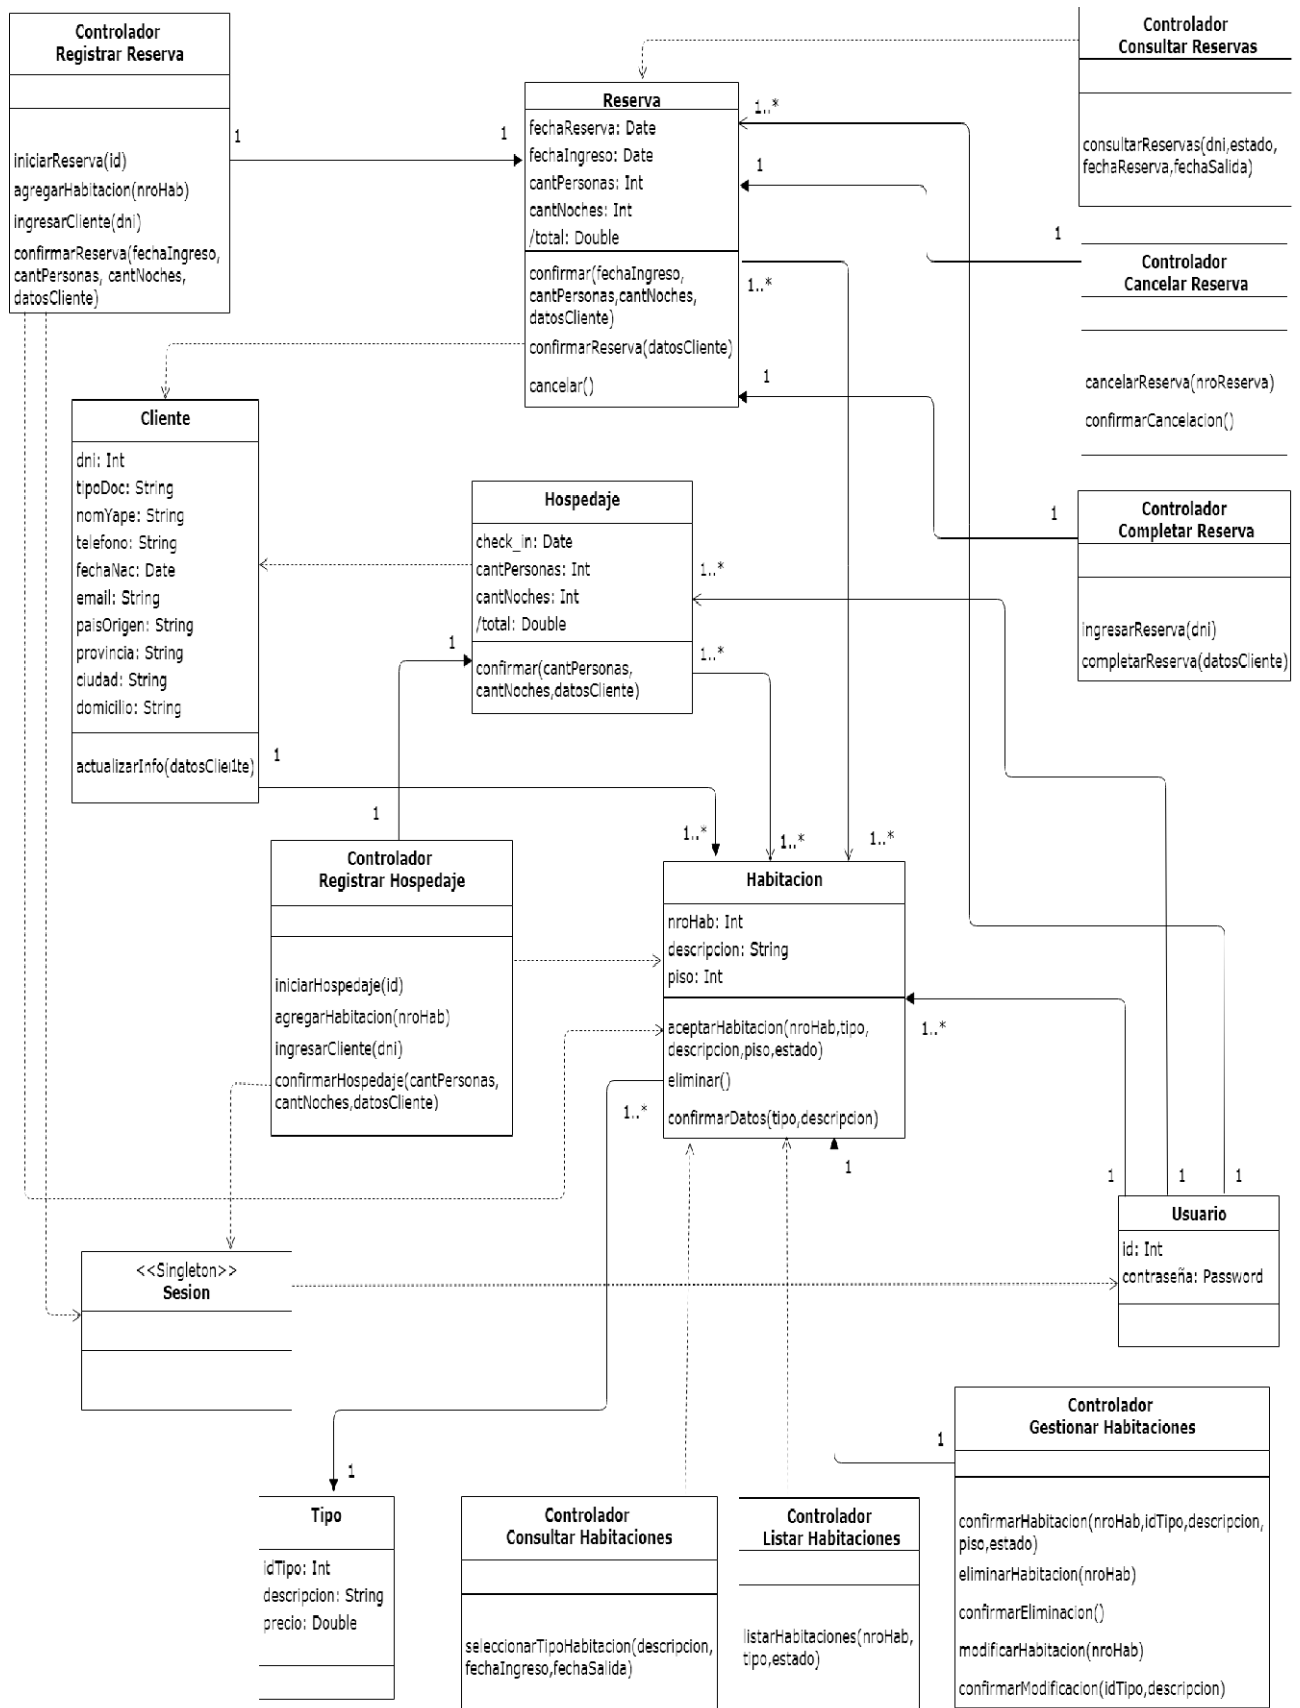 Controlador
Registrar Reserva
iniciarReserva(id)
agregarHabitacion(nroHab)
ingresarCliente(dni)
confirmarReserva(fechaIngreso,
cantPersonas, cantNoches,
datosCliente)
1
1
Reserva
fechaReserva: Date
fechaIngreso: Date
cantPersonas: Int
cantNoches: Int
/total: Double
confirmar(fechaIngreso,
cantPersonas,cantNoches,
datosCliente)
confirmarReserva(datosCliente)
cancelar()
1..*
1
1..*
1
Controlador
Consultar Reservas
consultarReservas(dni,estado,
fechaReserva,fechaSalida)
1
Controlador
Cancelar Reserva
cancelarReserva(nroReserva)
confirmarCancelacion()
1
Controlador
Completar Reserva
ingresarReserva(dni)
completarReserva(datosCliente)
Cliente
dni: Int
tipoDoc: String
nomYape: String
telefono: String
fechaNac: Date
email: String
paisOrigen: String
provincia: String
ciudad: String
domicilio: String
actualizarInfo(datosCliente)
1
Hospedaje
check_in: Date
cantPersonas: Int
cantNoches: Int
/total: Double
confirmar(cantPersonas,
cantNoches,datosCliente)
1..*
1..*
1
1
Controlador
Registrar Hospedaje
iniciarHospedaje(id)
agregarHabitacion(nroHab)
ingresarCliente(dni)
confirmarHospedaje(cantPersonas,
cantNoches,datosCliente)
1..*
1..*
1..*
Habitacion
nroHab: Int
descripcion: String
piso: Int
aceptarHabitacion(nroHab,tipo,
descripcion,piso,estado)
eliminar()
confirmarDatos(tipo,descripcion)
1..*
1..*
1
1
1
1
Usuario
id: Int
contraseña: Password
<<Singleton>>
Sesion
1
Tipo
idTipo: Int
descripcion: String
precio: Double
Controlador
Consultar Habitaciones
seleccionarTipoHabitacion(descripcion,
fechaIngreso,fechaSalida)
Controlador
Listar Habitaciones
listarHabitaciones(nroHab,
tipo,estado)
1
Controlador
Gestionar Habitaciones
confirmarHabitacion(nroHab,idTipo,descripcion,
piso,estado)
eliminarHabitacion(nroHab)
confirmarEliminacion()
modificarHabitacion(nroHab)
confirmarModificacion(idTipo,descripcion)